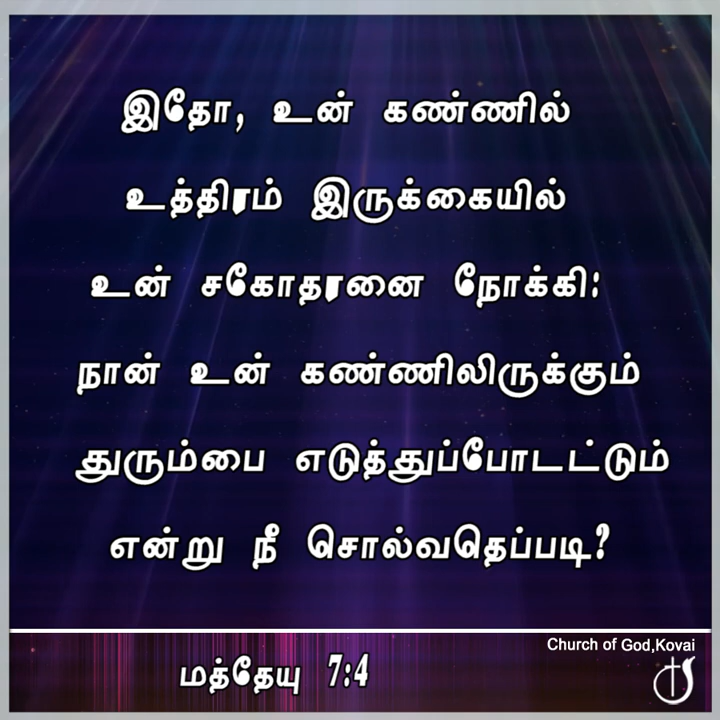 இதோ, உன் கண்ணில்
உத்திரம் இருக்கையில்
உன் சகோதரனை நோக்கி:
நான் உன் கண்ணிலிருக்கும்
துரும்பை எடுத்துப்போடட்டும்
என்று நீ சொல்வதெப்படி?
Church of God,Kovai
மத்தேயு 7:4